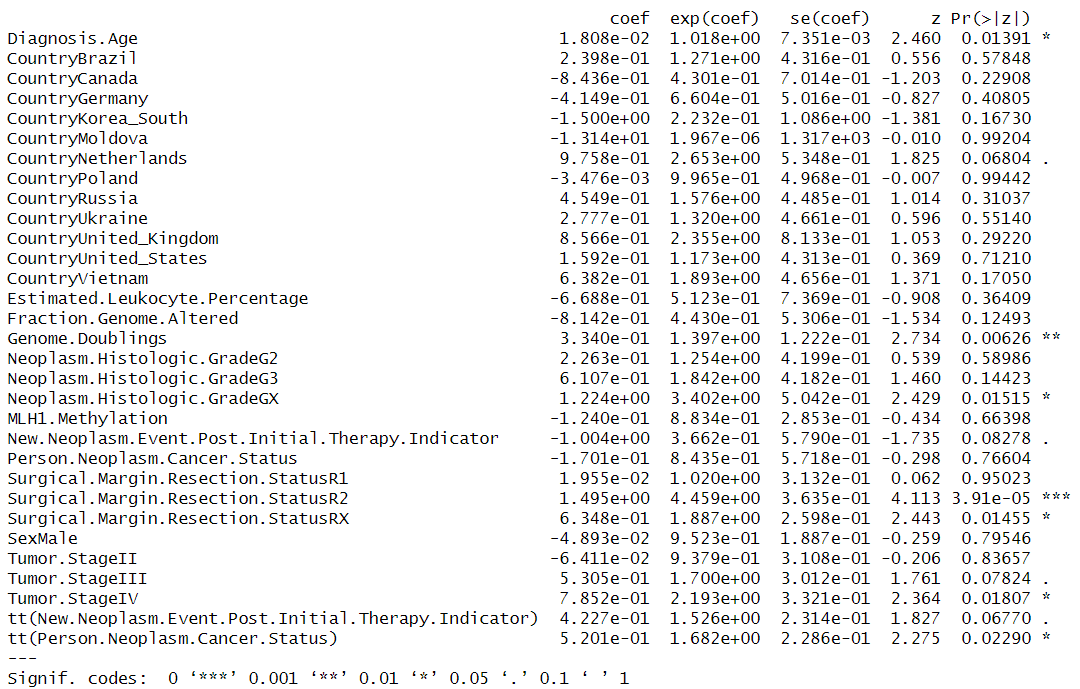 coef exp(coef) se(coef) z Pr(>|z|)
Diagnosis.Age 1.808e-02 1.018e+00 7.351e-03 2.460 0.01391 *
CountryBrazil 2.398e-01 1.271e+00 4.316e-01 0.556 0.57848
CountryCanada -8.436e-01 4.301e-01 7.014e-01 -1.203 0.22908
CountryGermany -4.149e-01 6.604e-01 5.016e-01 -0.827 0.40805
CountryKorea_South -1.500e+00 2.232e-01 1.086e+00 -1.381 0.16730
CountryMoldova -1.314e+01 1.967e-06 1.317e+03 -0.010 0.99204
CountryNetherlands 9.758e-01 2.653e+00 5.348e-01 1.825 0.06804 .
CountryPoland -3.476e-03 9.965e-01 4.968e-01 -0.007 0.99442
CountryRussia 4.549e-01 1.576e+00 4.485e-01 1.014 0.31037
CountryUkraine 2.777e-01 1.320e+00 4.661e-01 0.596 0.55140
CountryUnited_Kingdom 8.566e-01 2.355e+00 8.133e-01 1.053 0.29220
CountryUnited_States 1.592e-01 1.173e+00 4.313e-01 0.369 0.71210
CountryVietnam 6.382e-01 1.893e+00 4.656e-01 1.371 0.17050
Estimated.Leukocyte.Percentage -6.688e-01 5.123e-01 7.369e-01 -0.908 0.36409
Fraction.Genome.Altered -8.142e-01 4.430e-01 5.306e-01 -1.534 0.12493
Genome.Doublings 3.340e-01 1.397e+00 1.222e-01 2.734 0.00626 **
Neoplasm.Histologic.GradeG2 2.263e-01 1.254e+00 4.199e-01 0.539 0.58986
Neoplasm.Histologic.GradeG3 6.107e-01 1.842e+00 4.182e-01 1.460 0.14423
Neoplasm.Histologic.GradeGX 1.224e+00 3.402e+00 5.042e-01 2.429 0.01515 *
MLH1.Methylation -1.240e-01 8.834e-01 2.853e-01 -0.434 0.66398
New.Neoplasm.Event.Post.Initial.Therapy.Indicator -1.004e+00 3.662e-01 5.790e-01 -1.735 0.08278 .
Person.Neoplasm.Cancer.Status -1.701e-01 8.435e-01 5.718e-01 -0.298 0.76604
Surgical.Margin.Resection.StatusR1 1.955e-02 1.020e+00 3.132e-01 0.062 0.95023
Surgical.Margin.Resection.StatusR2 1.495e+00 4.459e+00 3.635e-01 4.113 3.91e-05 ***
Surgical.Margin.Resection.StatusRX 6.348e-01 1.887e+00 2.598e-01 2.443 0.01455 *
SexMale -4.893e-02 9.523e-01 1.887e-01 -0.259 0.79546
Tumor.StageII -6.411e-02 9.379e-01 3.108e-01 -0.206 0.83657
Tumor.StageIII 5.305e-01 1.700e+00 3.012e-01 1.761 0.07824 .
Tumor.StageIV 7.852e-01 2.193e+00 3.321e-01 2.364 0.01807 *
tt(New.Neoplasm.Event.Post.Initial.Therapy.Indicator) 4.227e-01 1.526e+00 2.314e-01 1.827 0.06770 .
tt(Person.Neoplasm.Cancer.Status) 5.201e-01 1.682e+00 2.286e-01 2.275 0.02290 *
---
Signif. codes: 0 ‘***’ 0.001 ‘**’ 0.01 ‘*’ 0.05 ‘.’ 0.1 ‘ ’ 1